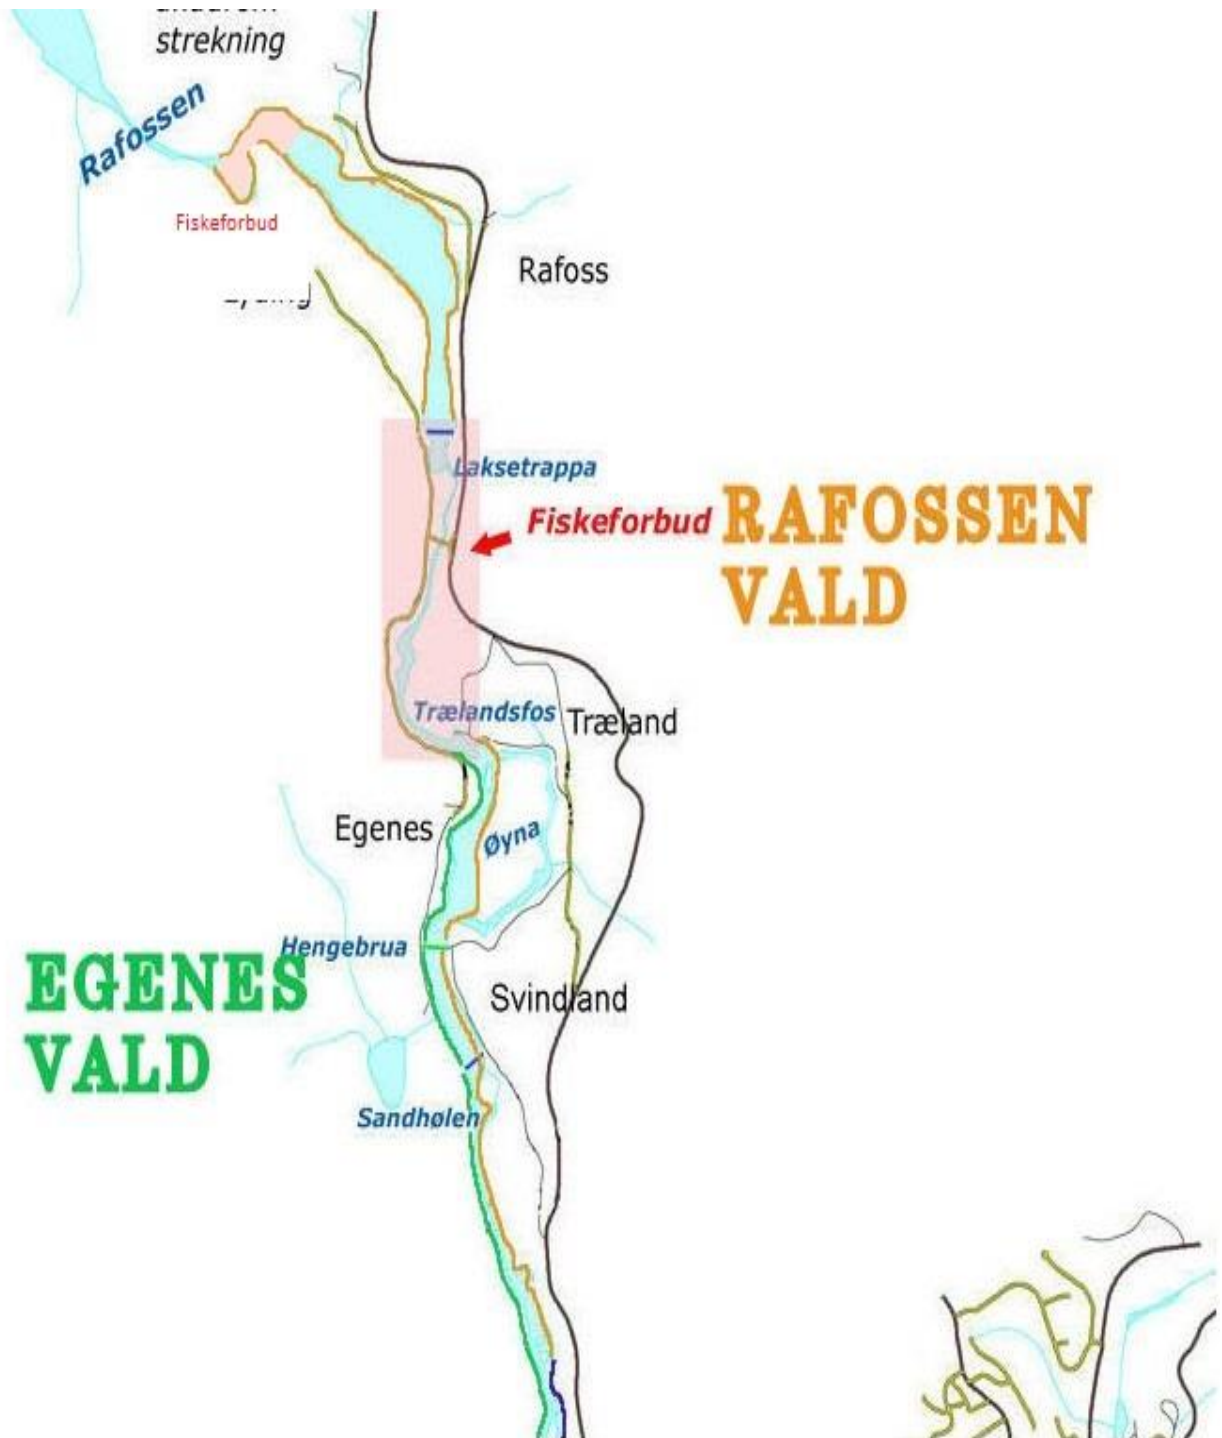 strekning
Rafossen
Fiskeforbud
Rafoss
Laksetrappa
Fiskeforbud
RAFOSSEN
VALD
Trælandsfos
Træland
Egenes
Øyna
Hengebrua
EGENES
VALD
Svindland
Sandhølen